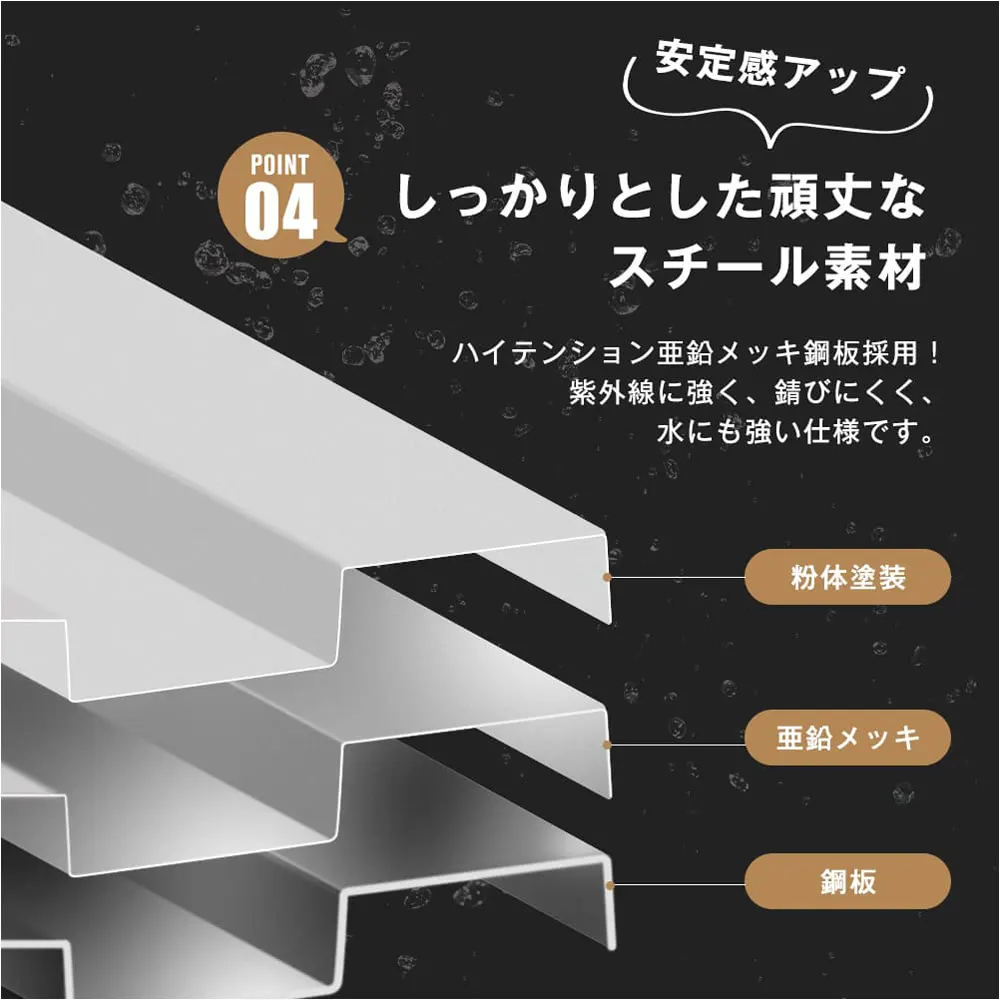 安定感アップ
POINT
04
しっかりとした頑丈な
スチール素材
ハイテンション亜鉛メッキ鋼板採用！
紫外線に強く、錆びにくく、
水にも強い仕様です。
粉体塗装
亜鉛メッキ
鋼板